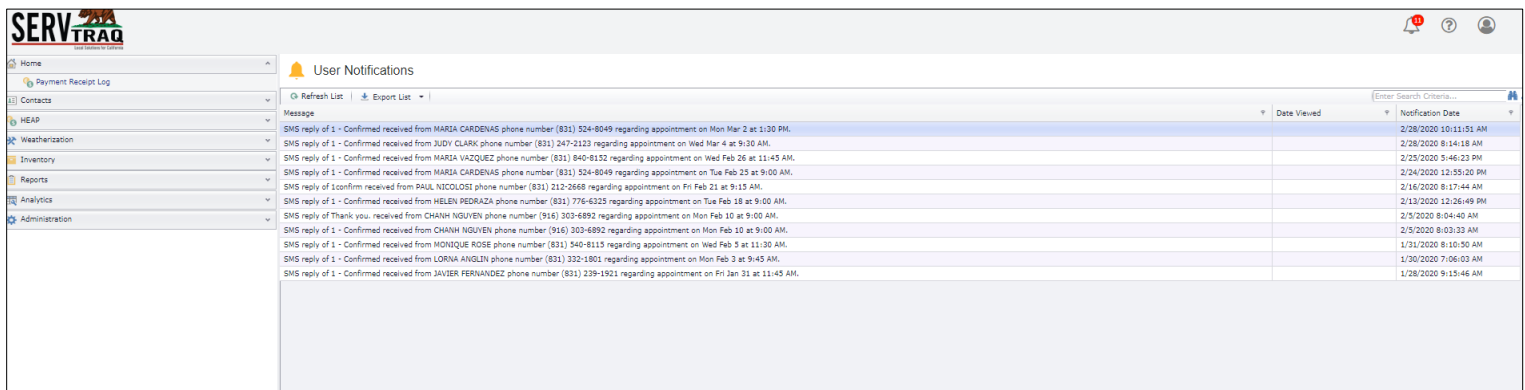 SERVTRAQ
Local Solutions for California
11
Home
Payment Receipt Log
Contacts
HEAP
Weatherization
Inventory
Reports
Analytics
Administration
User Notifications
Refresh List | Export List
Enter Search Criteria...
Message Date Viewed Notification Date
SMS reply of 1 - Confirmed received from MARIA CARDENAS phone number (831) 524-8049 regarding appointment on Mon Mar 2 at 1:30 PM. 2/28/2020 10:11:51 AM
SMS reply of 1 - Confirmed received from JUDY CLARK phone number (831) 247-2123 regarding appointment on Wed Mar 4 at 9:30 AM. 2/28/2020 8:14:18 AM
SMS reply of 1 - Confirmed received from MARIA VAZQUEZ phone number (831) 840-8152 regarding appointment on Wed Feb 26 at 11:45 AM. 2/25/2020 5:46:23 PM
SMS reply of 1 - Confirmed received from MARIA CARDENAS phone number (831) 524-8049 regarding appointment on Tue Feb 25 at 9:00 AM. 2/24/2020 12:55:20 PM
SMS reply of 1confirm received from PAUL NICOLOSI phone number (831) 212-2668 regarding appointment on Fri Feb 21 at 9:15 AM. 2/16/2020 8:17:44 AM
SMS reply of 1 - Confirmed received from HELEN PEDRAZA phone number (831) 776-6325 regarding appointment on Tue Feb 18 at 9:00 AM. 2/13/2020 12:26:49 PM
SMS reply of Thank you. received from CHANH NGUYEN phone number (916) 303-6892 regarding appointment on Mon Feb 10 at 9:00 AM. 2/5/2020 8:04:40 AM
SMS reply of 1 - Confirmed received from CHANH NGUYEN phone number (916) 303-6892 regarding appointment on Mon Feb 10 at 9:00 AM. 2/5/2020 8:03:33 AM
SMS reply of 1 - Confirmed received from MONIQUE ROSE phone number (831) 540-8115 regarding appointment on Wed Feb 5 at 11:30 AM. 1/31/2020 8:10:50 AM
SMS reply of 1 - Confirmed received from LORNA ANGLIN phone number (831) 332-1801 regarding appointment on Mon Feb 3 at 9:45 AM. 1/30/2020 7:06:03 AM
SMS reply of 1 - Confirmed received from JAVIER FERNANDEZ phone number (831) 239-1921 regarding appointment on Fri Jan 31 at 11:45 AM. 1/28/2020 9:15:46 AM